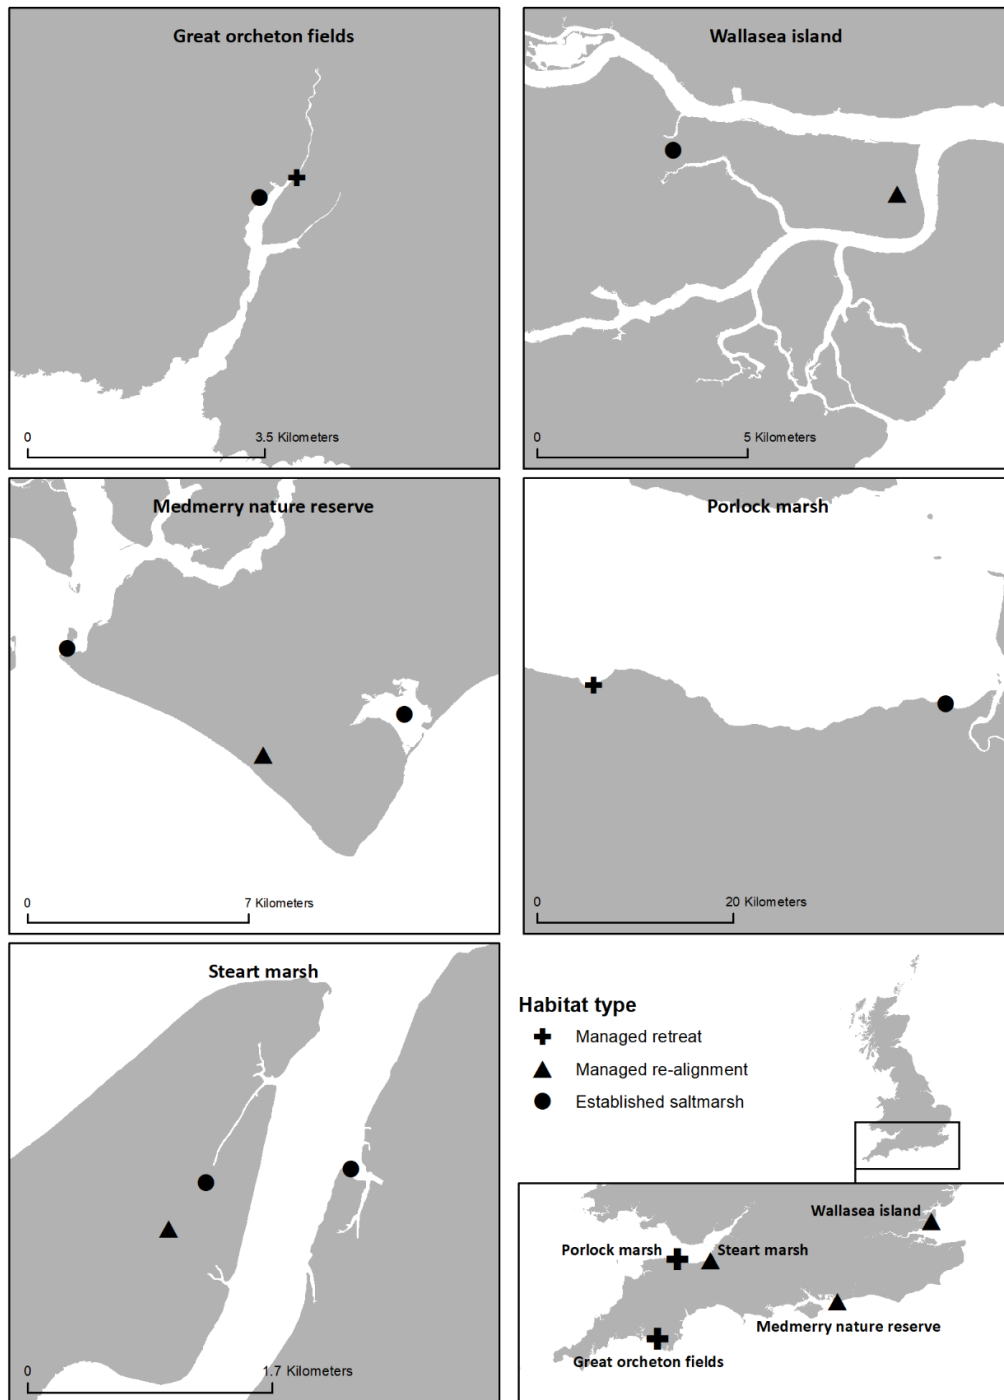 Great orcheton fields
0
3.5 Kilometers
Wallasea island
0
5 Kilometers
Medmerry nature reserve
0
7 Kilometers
Porlock marsh
0
20 Kilometers
Steart marsh
0
1.7 Kilometers
Habitat type
Managed retreat
Managed re-alignment
Established saltmarsh
Wallasea island
Porlock marsh
Steart marsh
Medmerry nature reserve
Great orcheton fields